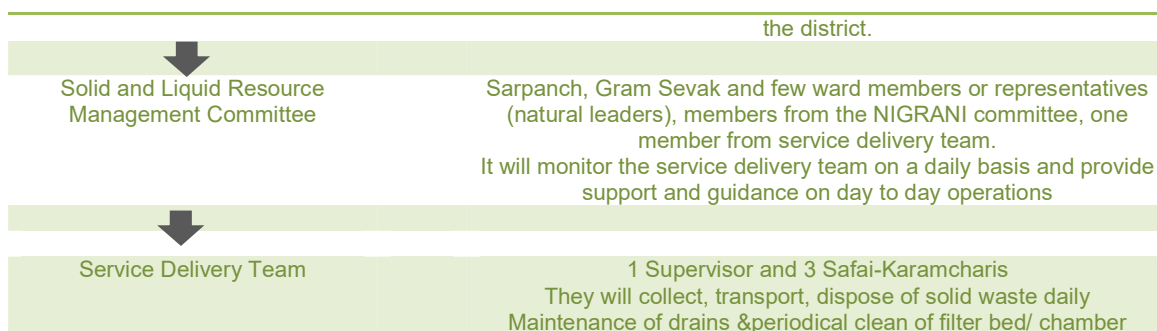 the district.
Solid and Liquid Resource
Management Committee
Sarpanch, Gram Sevak and few ward members or representatives
(natural leaders), members from the NIGRANI committee, one
member from service delivery team.
It will monitor the service delivery team on a daily basis and provide
support and guidance on day to day operations
Service Delivery Team
1 Supervisor and 3 Safai-Karamcharis
They will collect, transport, dispose of solid waste daily
Maintenance of drains &periodical clean of filter bed/ chamber